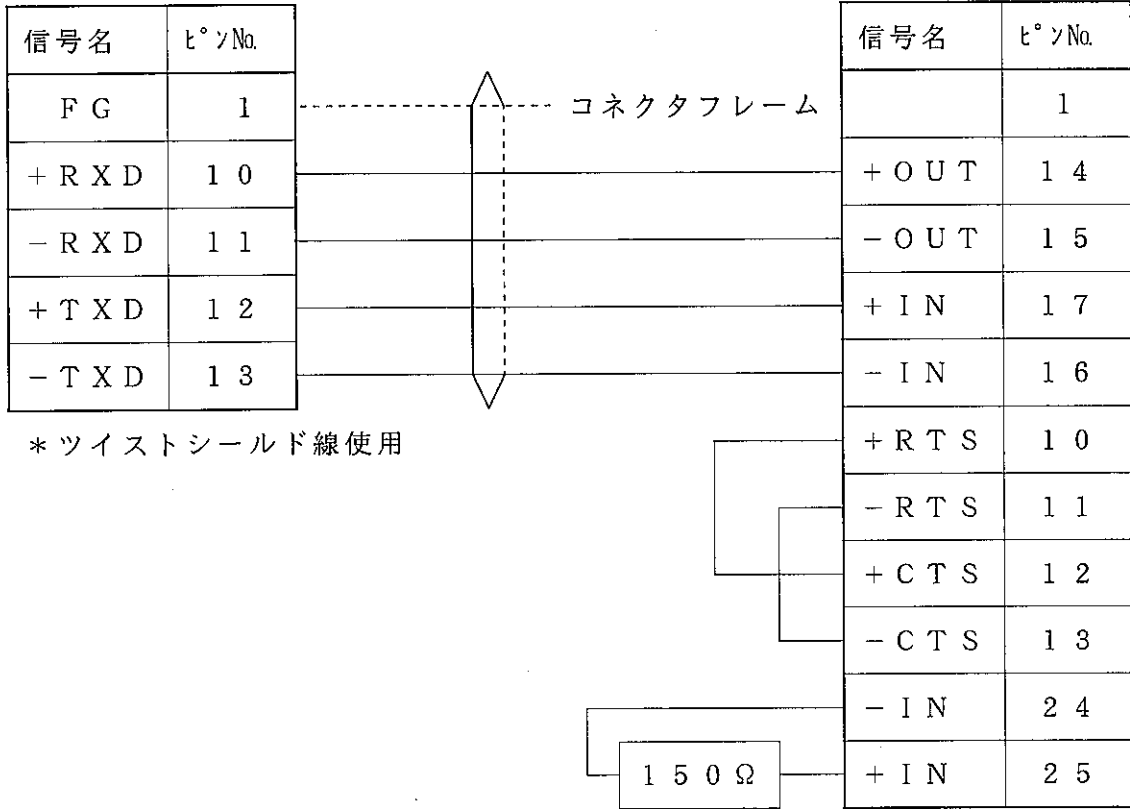 信号名 ピンNo.
FG 1
+RXD 10
-RXD 11
+TXD 12
-TXD 13
*ツイストシールド線使用
コネクタフレーム
信号名 ピンNo.
1
+OUT 14
-OUT 15
+IN 17
-IN 16
+RTS 10
-RTS 11
+CTS 12
-CTS 13
-IN 24
+IN 25
150Ω